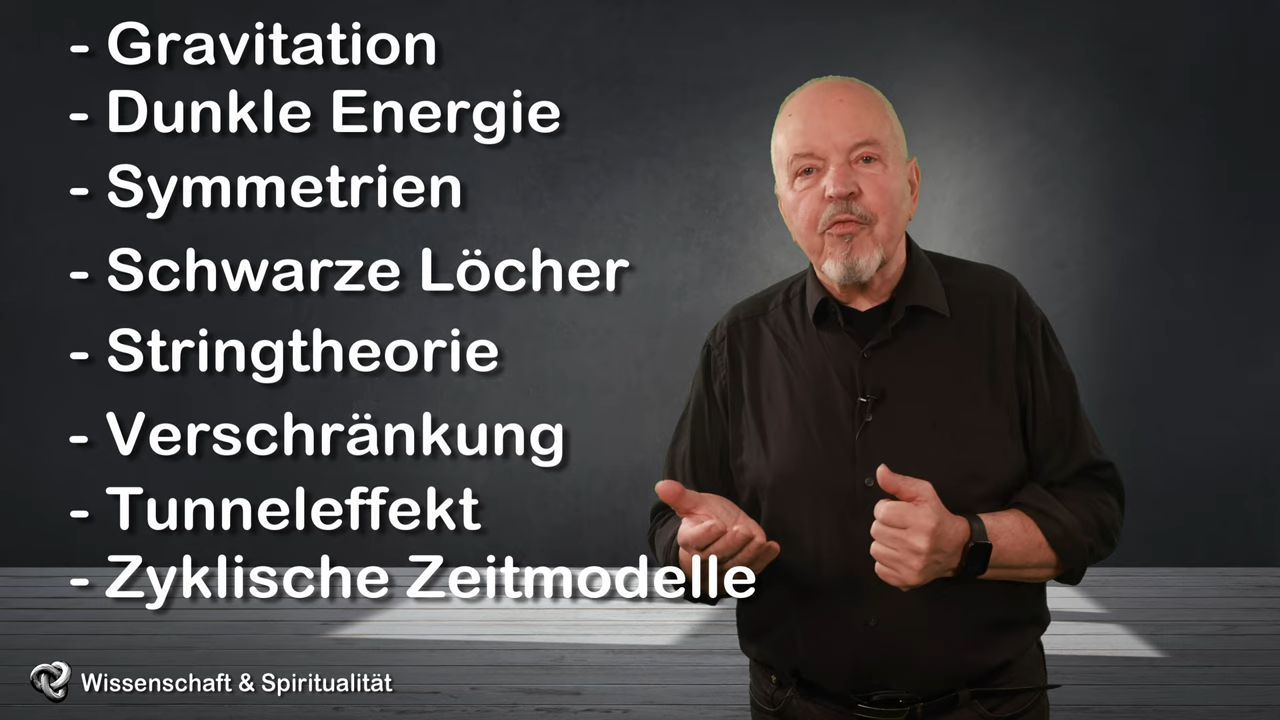 - Gravitation
- Dunkle Energie
- Symmetrien
- Schwarze Löcher
- Stringtheorie
- Verschränkung
- Tunneleffekt
- Zyklische Zeitmodelle
Wissenschaft & Spiritualität